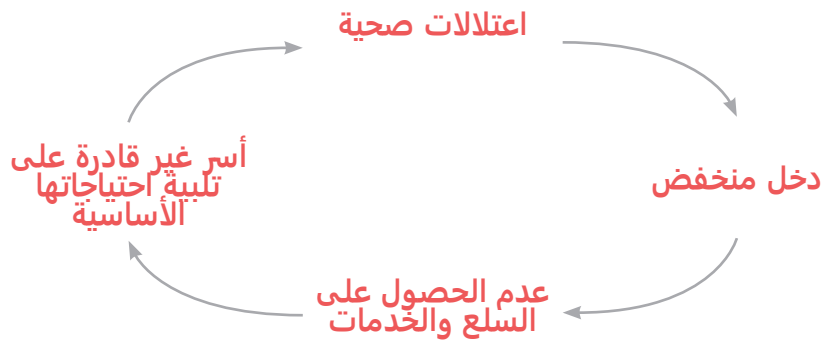 اعتلالات صحية
دخل منخفض
عدم الحصول على
السلع والخدمات
أسر غير قادرة على
تلبية احتياجاتها
الأساسية